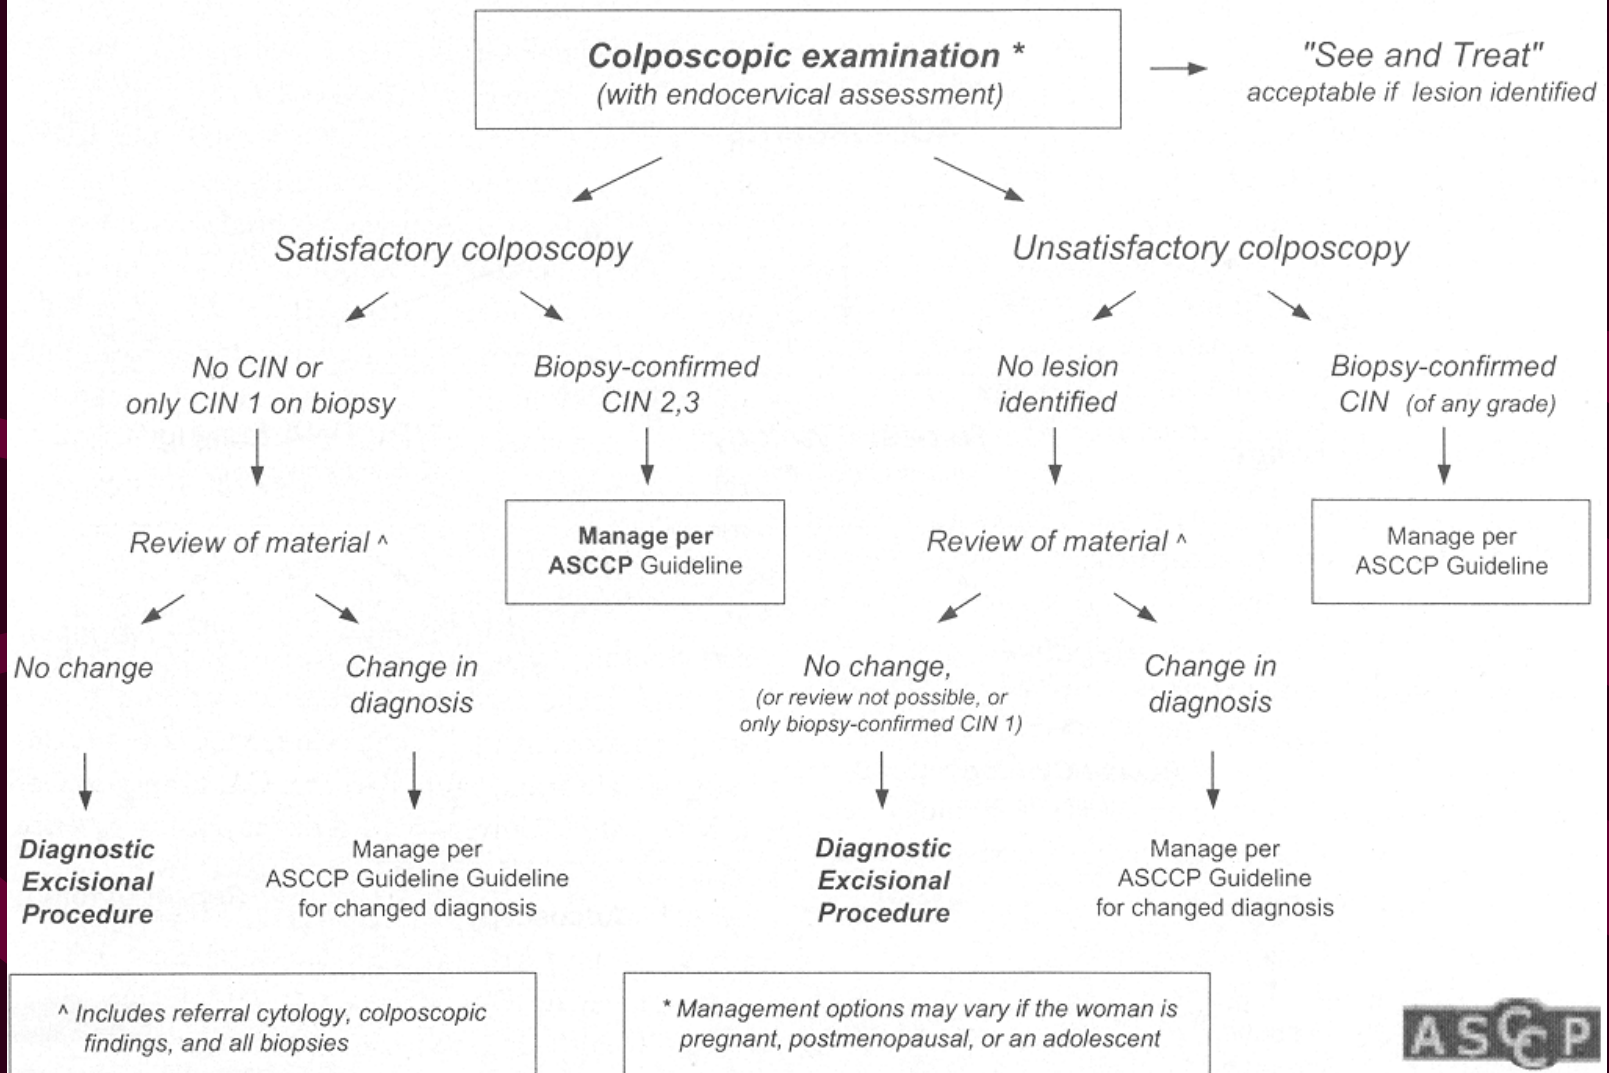 Colposcopic examination *
(with endocervical assessment)
"See and Treat"
acceptable if lesion identified
Satisfactory colposcopy
Unsatisfactory colposcopy
No CIN or
only CIN 1 on biopsy
Biopsy-confirmed
CIN 2,3
No lesion
identified
Biopsy-confirmed
CIN (of any grade)
Review of material ^
Manage per
ASCCP Guideline
Review of material ^
Manage per
ASCCP Guideline
No change
Change in
diagnosis
No change,
(or review not possible, or
only biopsy-confirmed CIN 1)
Change in
diagnosis
Diagnostic
Excisional
Procedure
Manage per
ASCCP Guideline Guideline
for changed diagnosis
Diagnostic
Excisional
Procedure
Manage per
ASCCP Guideline
for changed diagnosis
^ Includes referral cytology, colposcopic
findings, and all biopsies
* Management options may vary if the woman is
pregnant, postmenopausal, or an adolescent
ASCCP